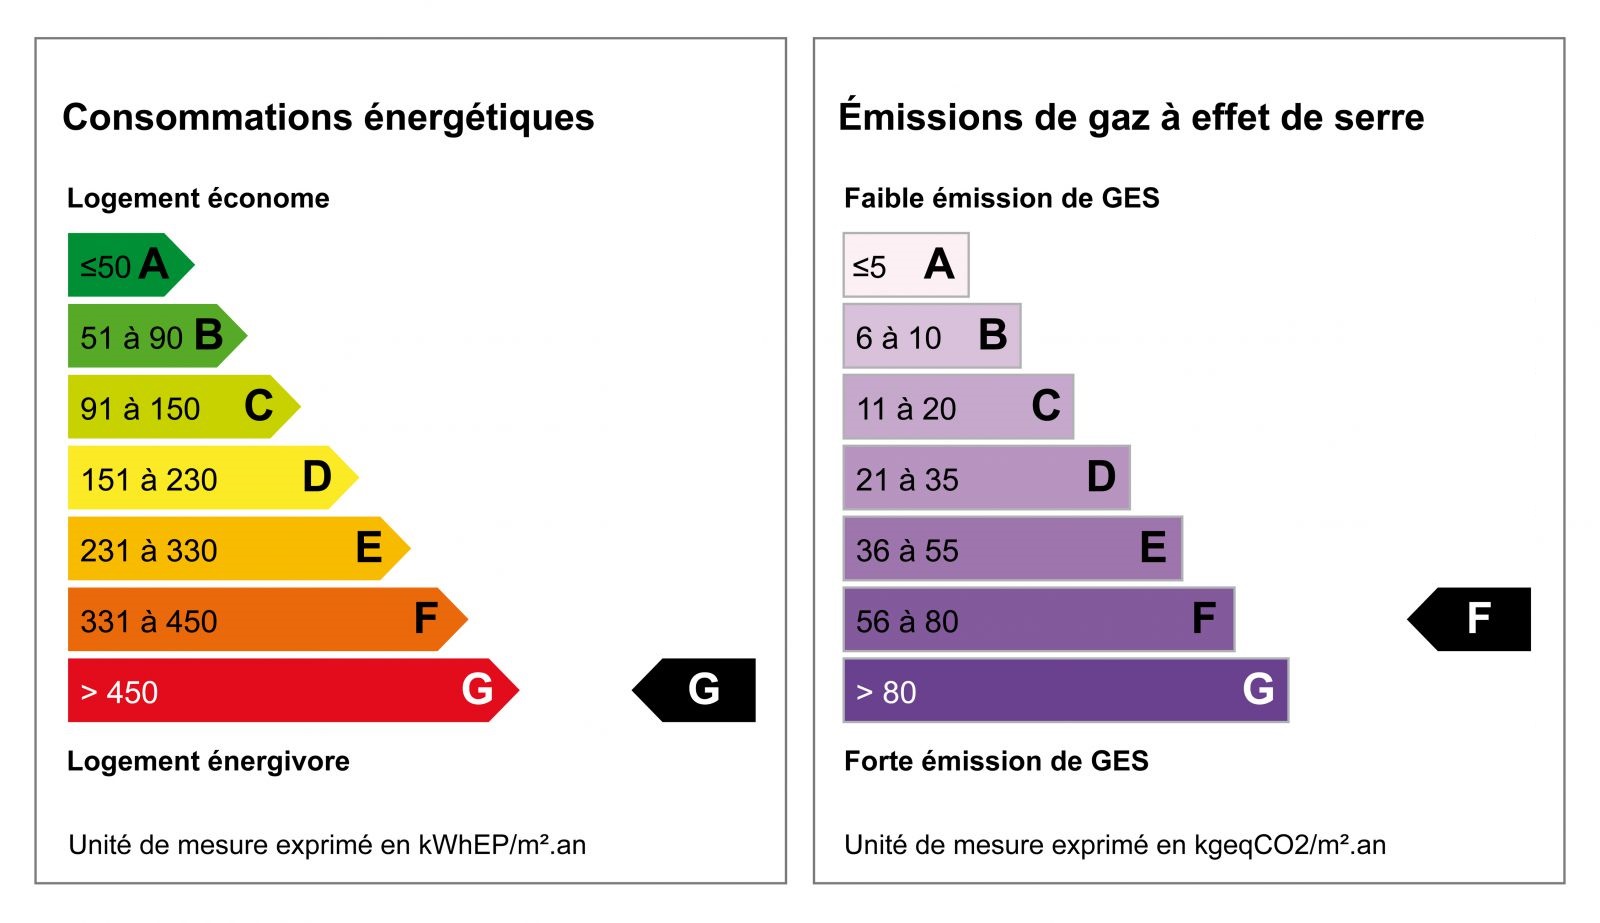 Consommations énergétiques
Logement économe
≤50 A
51 à 90 B
91 à 150 C
151 à 230 D
231 à 330 E
331 à 450 F
> 450 G
G
Logement énergivore
Unité de mesure exprimé en kWhEP/m².an
Émissions de gaz à effet de serre
Faible émission de GES
≤5 A
6 à 10 B
11 à 20 C
21 à 35 D
36 à 55 E
56 à 80 F
F
> 80 G
Forte émission de GES
Unité de mesure exprimé en kgeqCO2/m².an